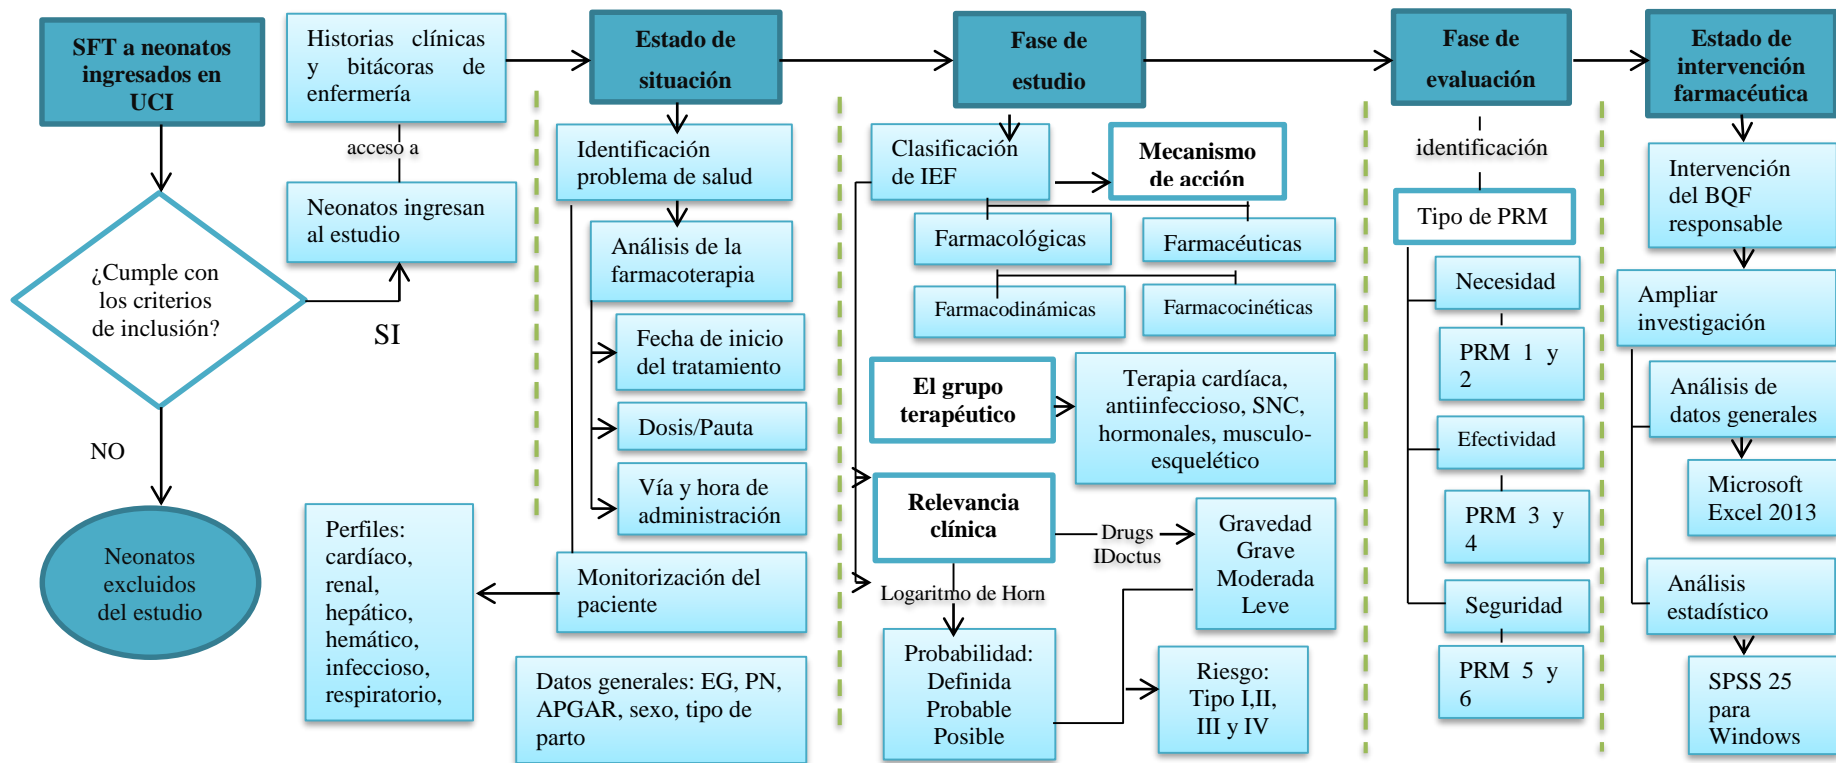 SFT a neonatos
ingresados en
UCI
¿Cumple con
los criterios
de inclusión?
SI
NO
Neonatos
excluidos
del estudio
Historias clínicas
y bitácoras de
enfermería
acceso a
Neonatos ingresan
al estudio
Estado de
situación
Identificación
problema de salud
Análisis de la
farmacoterapia
Fecha de inicio
del tratamiento
Dosis/Pauta
Vía y hora de
administración
Monitorización del
paciente
Perfiles:
cardíaco,
renal,
hepático,
hemático,
infeccioso,
respiratorio,
Datos generales: EG, PN,
APGAR, sexo, tipo de
parto
Fase de
estudio
Clasificación
de IEF
Mecanismo
de acción
Farmacológicas
Farmacéuticas
Farmacodinámicas
Farmacocinéticas
El grupo
terapéutico
Terapia cardíaca,
antiinfeccioso, SNC,
hormonales, musculo-
esquelético
Relevancia
clínica
Drugs
IDoctus
Gravedad
Grave
Moderada
Leve
Logaritmo de Horn
Probabilidad:
Definida
Probable
Posible
Riesgo:
Tipo I,II,
III y IV
Fase de
evaluación
identificación
Tipo de PRM
Necesidad
PRM 1 y
2
Efectividad
PRM 3 y
4
Seguridad
PRM 5 y
6
Estado de
intervención
farmacéutica
Intervención
del BQF
responsable
Ampliar
investigación
Análisis de
datos generales
Microsoft
Excel 2013
Análisis
estadístico
SPSS 25
para
Windows